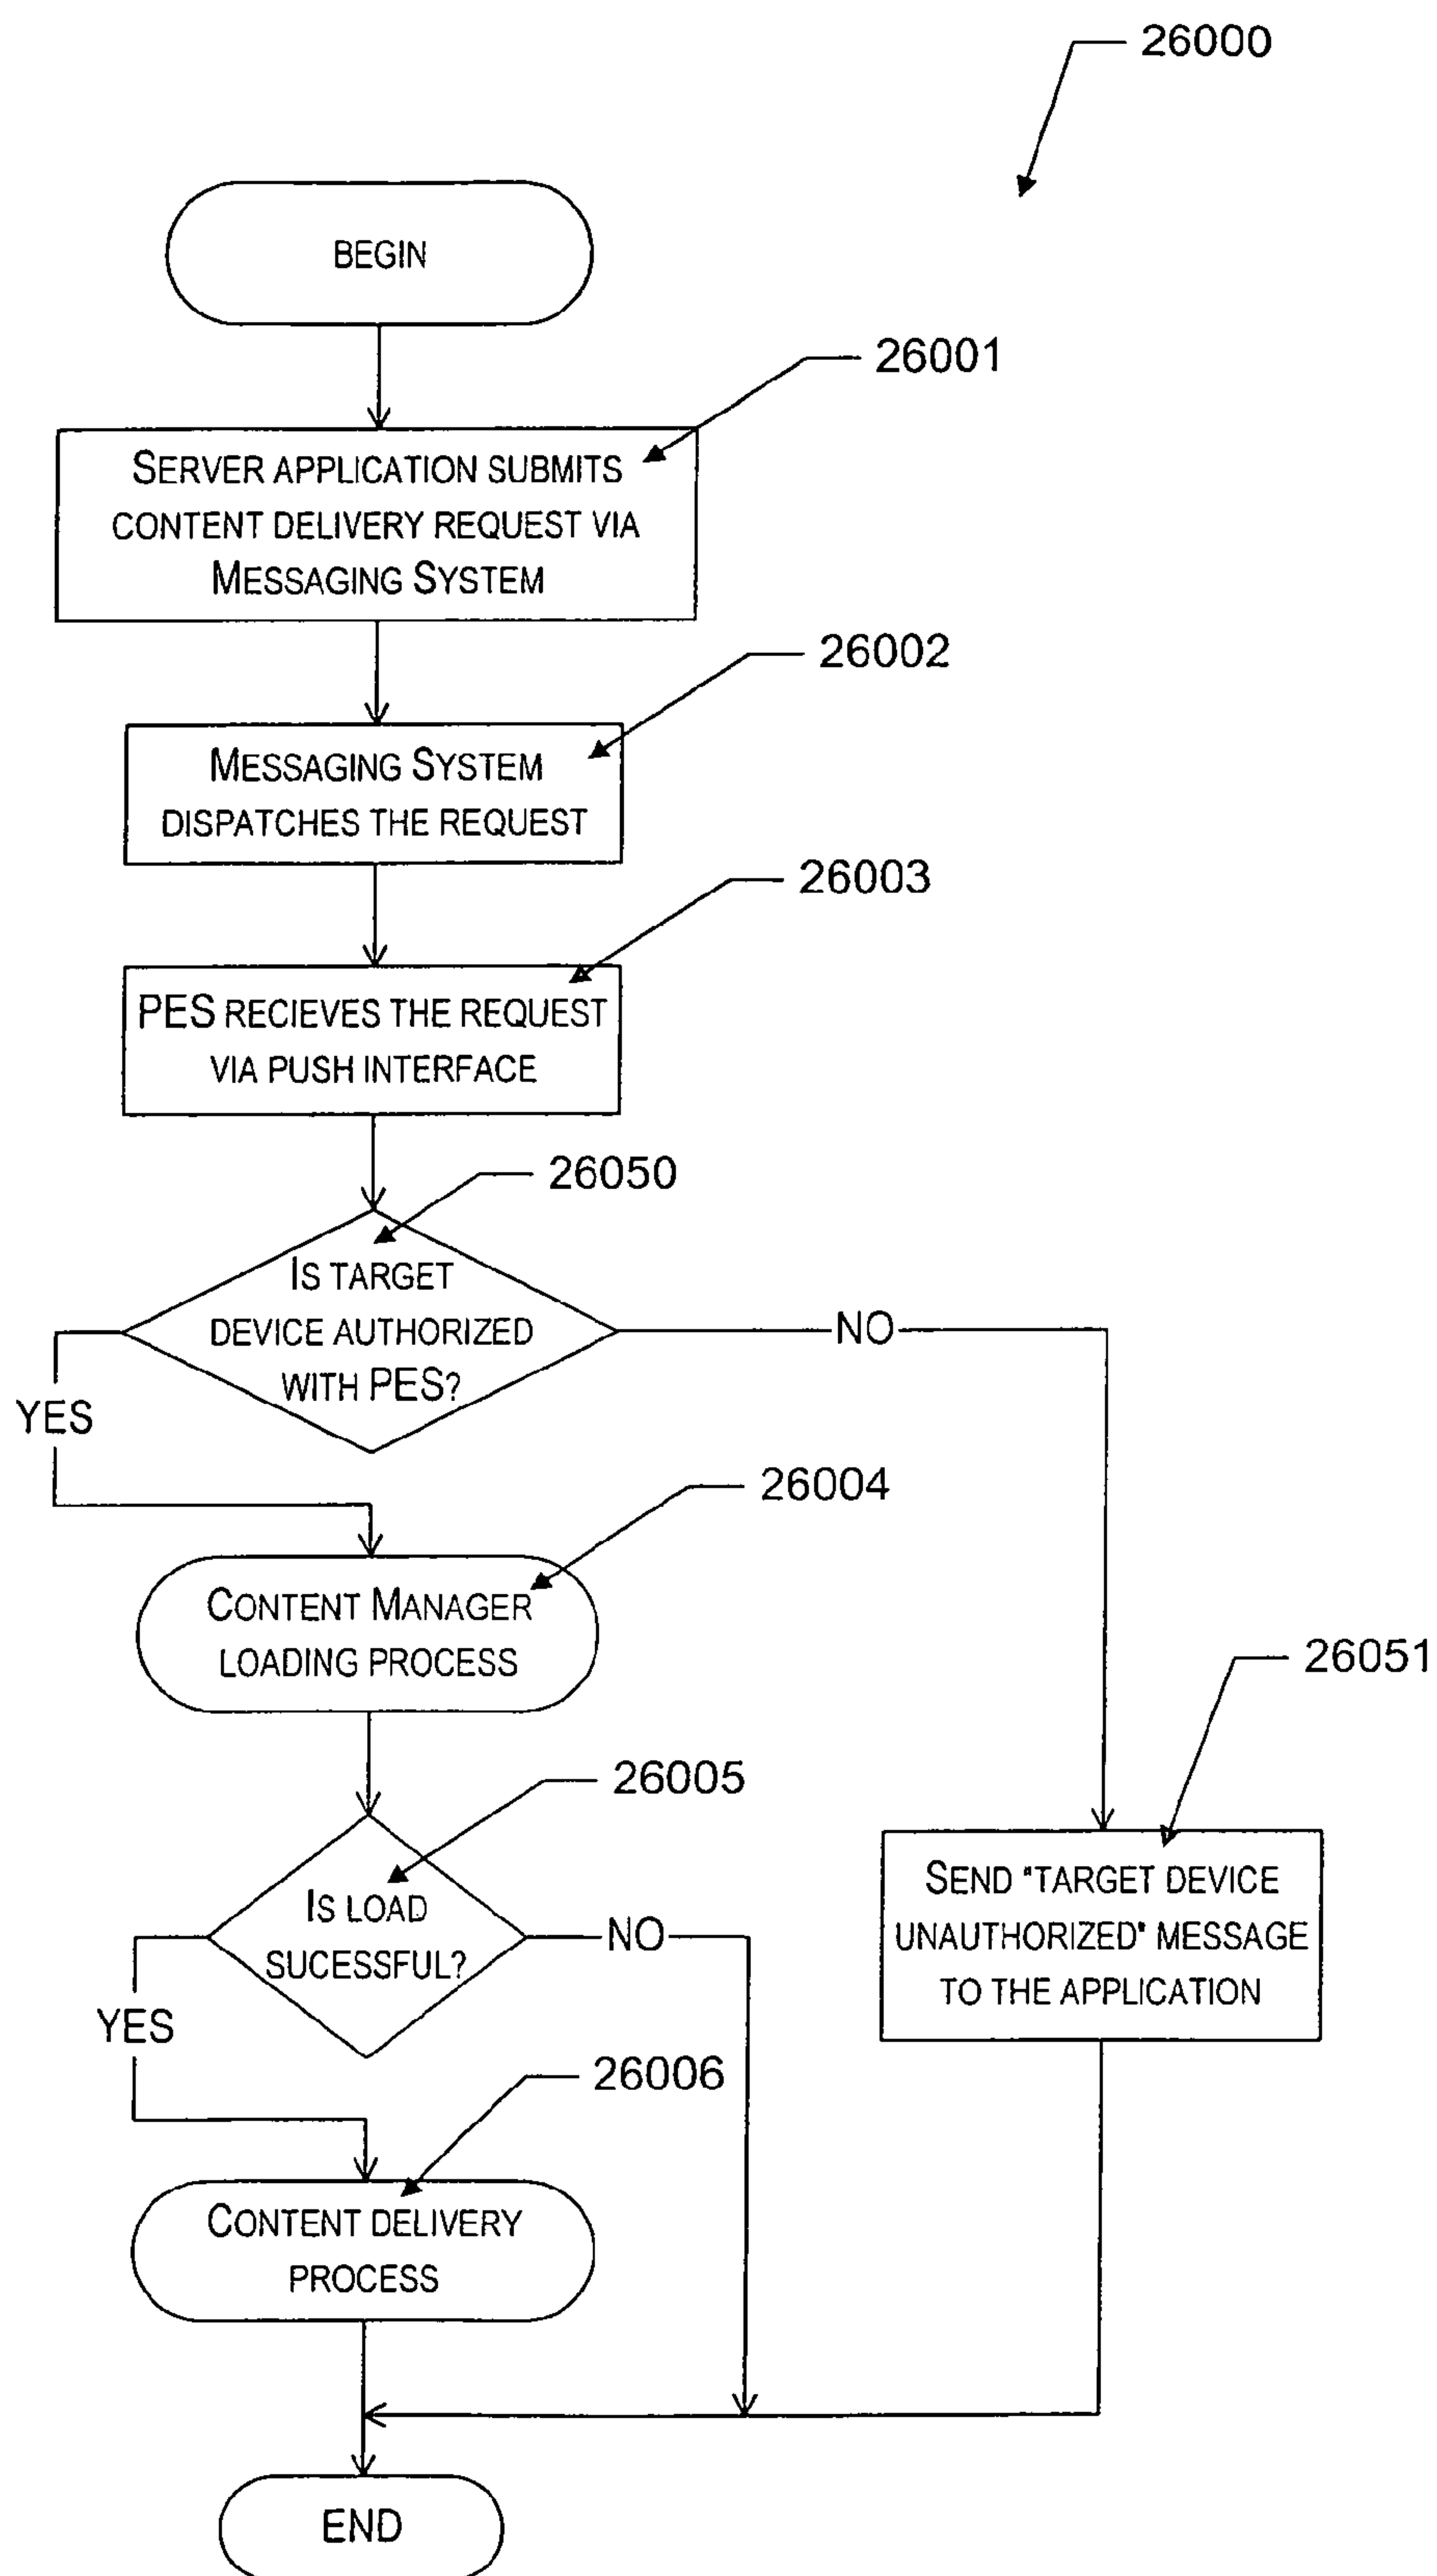 26000
BEGIN
26001
SERVER APPLICATION SUBMITS
CONTENT DELIVERY REQUEST VIA
MESSAGING SYSTEM
26002
MESSAGING SYSTEM
DISPATCHES THE REQUEST
26003
PES RECIEVES THE REQUEST
VIA PUSH INTERFACE
26050
IS TARGET
DEVICE AUTHORIZED
WITH PES?
NO
YES
26004
CONTENT MANAGER
LOADING PROCESS
26051
SEND "TARGET DEVICE
UNAUTHORIZED" MESSAGE
TO THE APPLICATION
26005
IS LOAD
SUCESSFUL?
NO
YES
26006
CONTENT DELIVERY
PROCESS
END